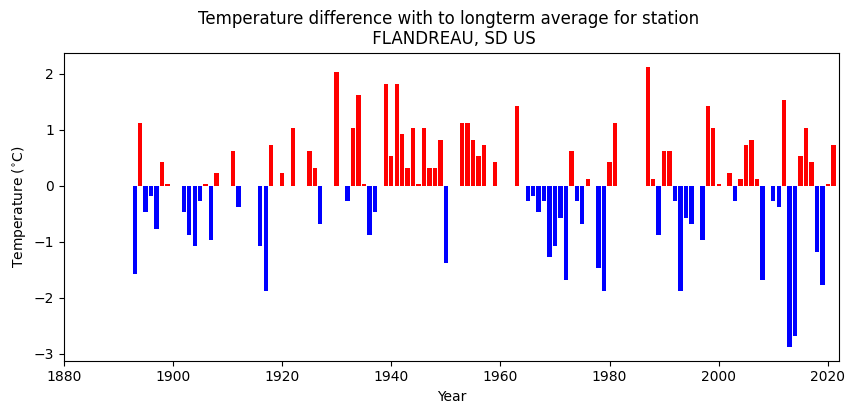 Temperature difference with to longterm average for station
FLANDREAU, SD US
2
1
0
−1
−2
−3
Temperature (°C)
1880 1900 1920 1940 1960 1980 2000 2020
Year